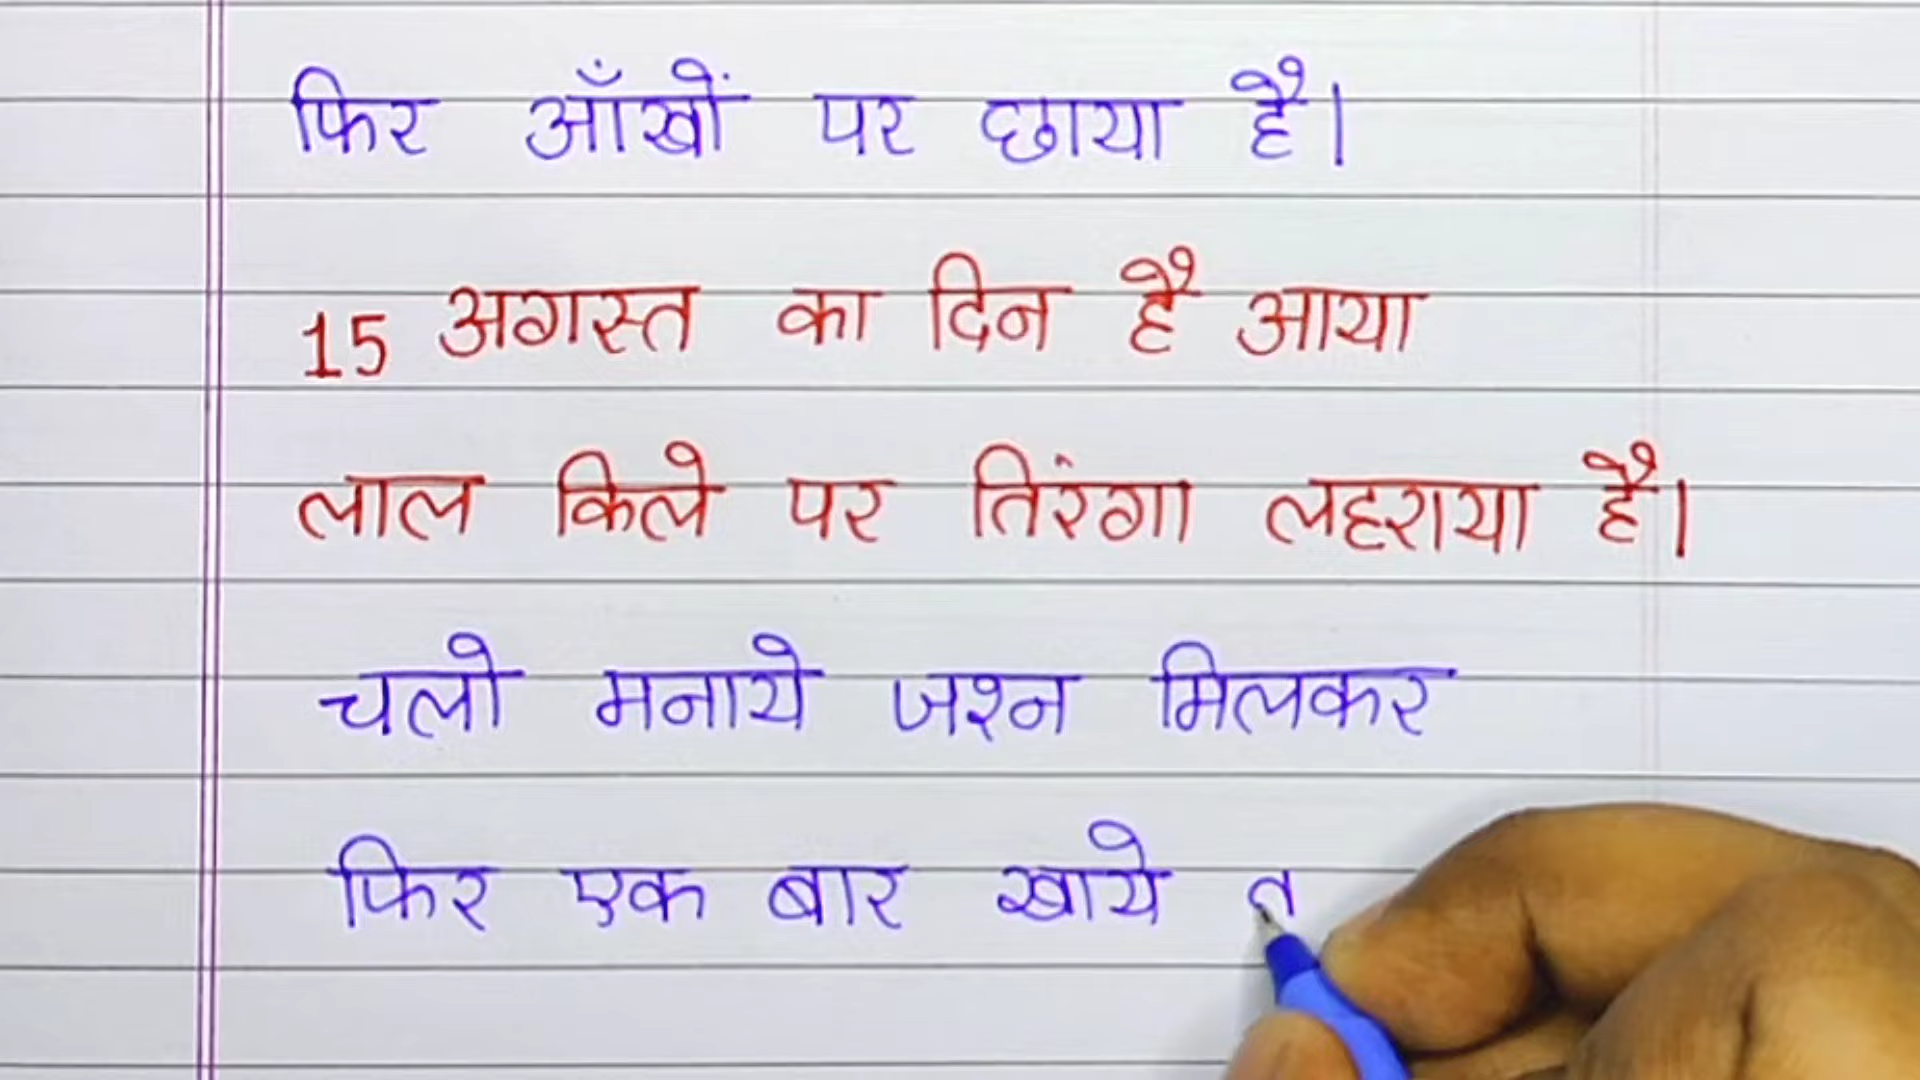 फिर आँखों पर छाया है।
15 अगस्त का दिन है आया
लाल किले पर तिरंगा लहराया है।
चलो मनाये जश्न मिलकर
फिर एक बार खाये त